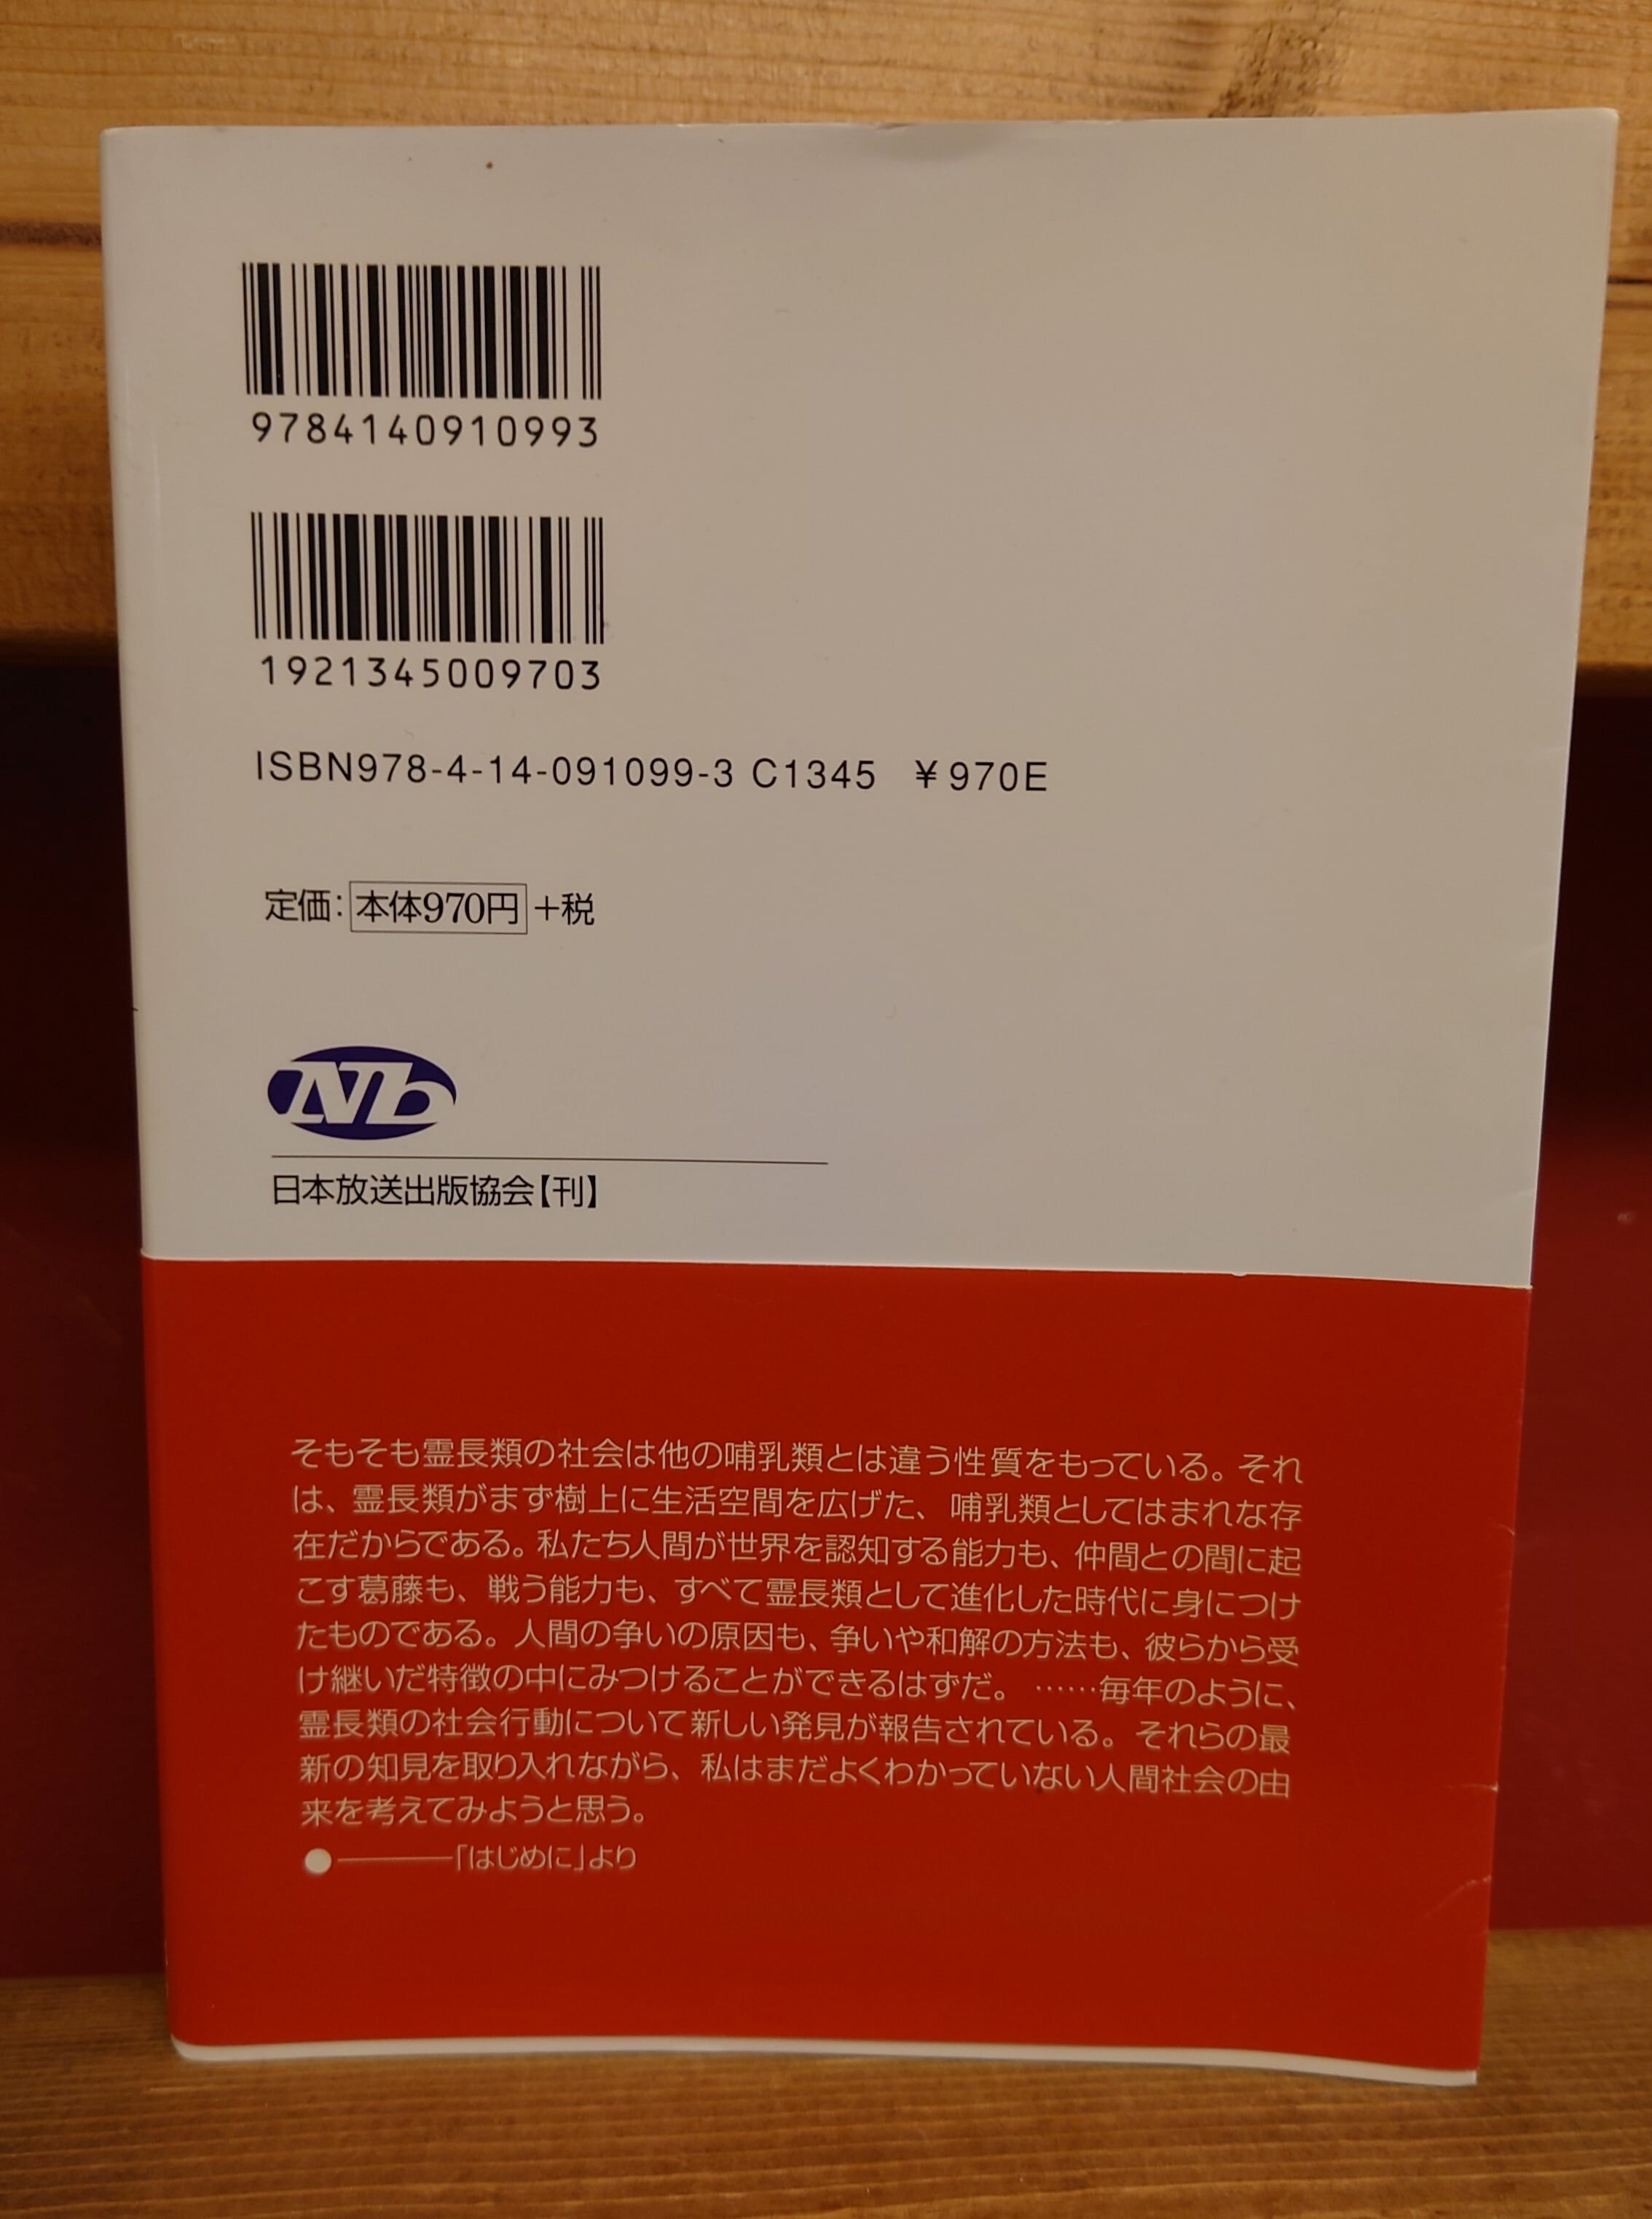 9784140910993
1921345009703
ISBN978-4-14-091099-3 C1345 ¥970E
定価：本体970円+税
Nb
日本放送出版協会【刊】
そもそも霊長類の社会は他の哺乳類とは違う性質をもっている。それ
は、霊長類がまず樹上に生活空間を広げた、哺乳類としてはまれな存
在だからである。私たち人間が世界を認知する能力も、仲間との間に起
こす葛藤も、戦う能力も、すべて霊長類として進化した時代に身につけ
たものである。人間の争いの原因も、争いや和解の方法も、彼らから受
け継いだ特徴の中にみつけることができるはずだ。……毎年のように、
霊長類の社会行動について新しい発見が報告されている。それらの最
新の知見を取り入れながら、私はまだよくわかっていない人間社会の由
来を考えてみようと思う。
●———「はじめに」より